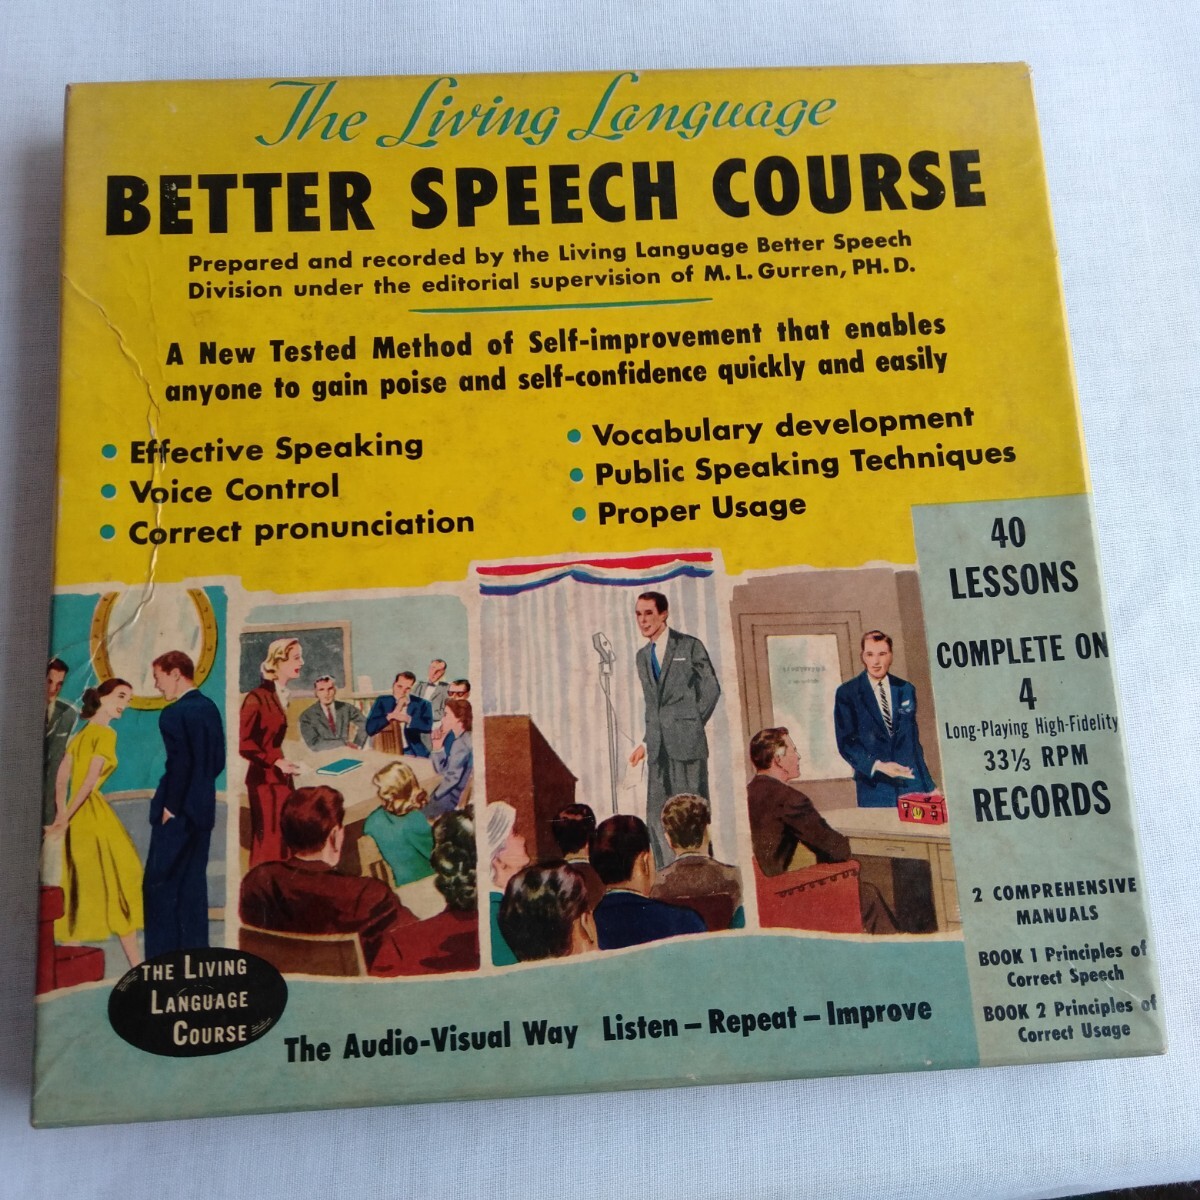 The Living Language
BETTER SPEECH COURSE
Prepared and recorded by the Living Language Better Speech
Division under the editorial supervision of M. L. Gurren, PH. D.
A New Tested Method of Self-improvement that enables
anyone to gain poise and self-confidence quickly and easily
• Effective Speaking
• Voice Control
• Correct pronunciation
• Vocabulary development
• Public Speaking Techniques
• Proper Usage
40
LESSONS
COMPLETE ON
4
Long-Playing High-Fidelity
33⅓ RPM
RECORDS
2 COMPREHENSIVE
MANUALS
BOOK 1 Principles of
Correct Speech
BOOK 2 Principles of
Correct Usage
THE LIVING
LANGUAGE
COURSE
The Audio-Visual Way Listen – Repeat – Improve